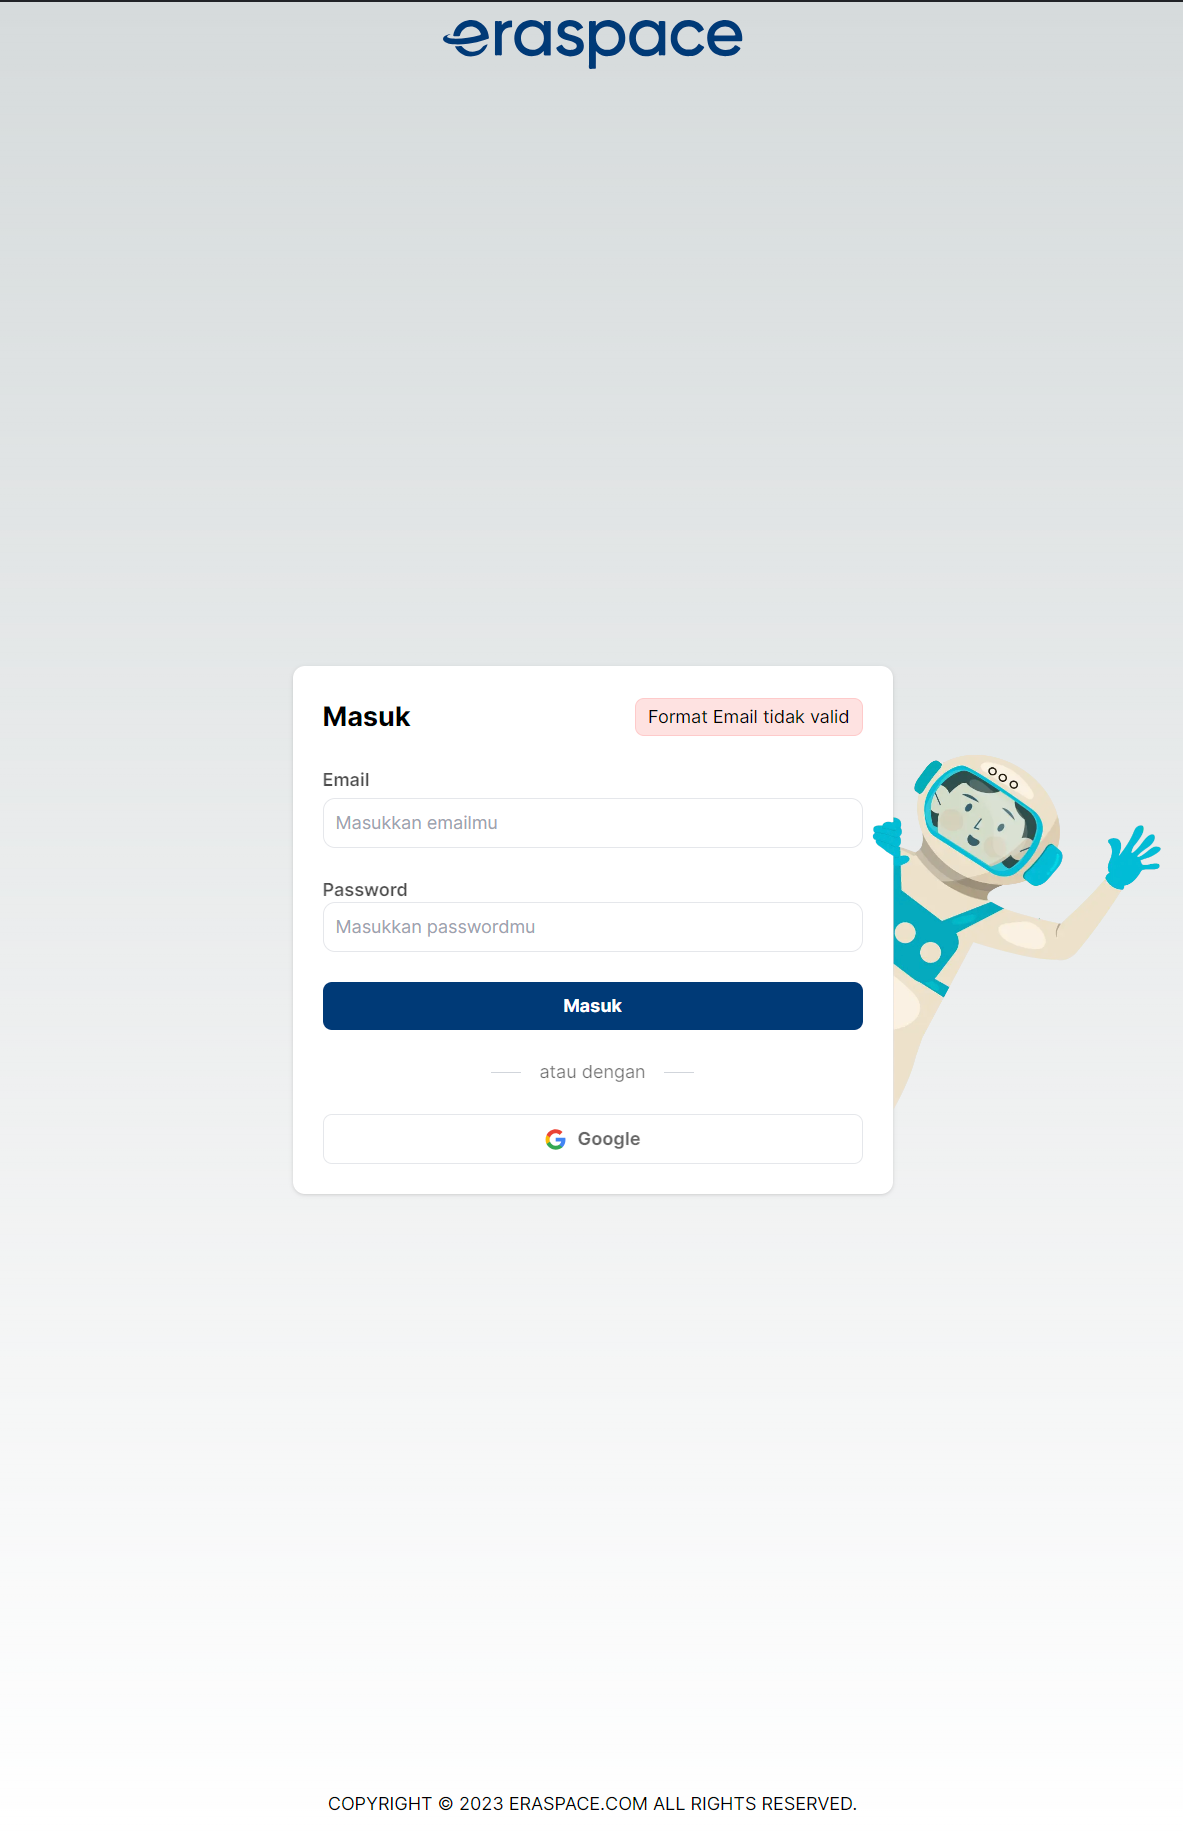 eraspace
Masuk
Format Email tidak valid
Email
Masukkan emailmu
Password
Masukkan passwordmu
Masuk
atau dengan
Google
COPYRIGHT © 2023 ERASPACE.COM ALL RIGHTS RESERVED.